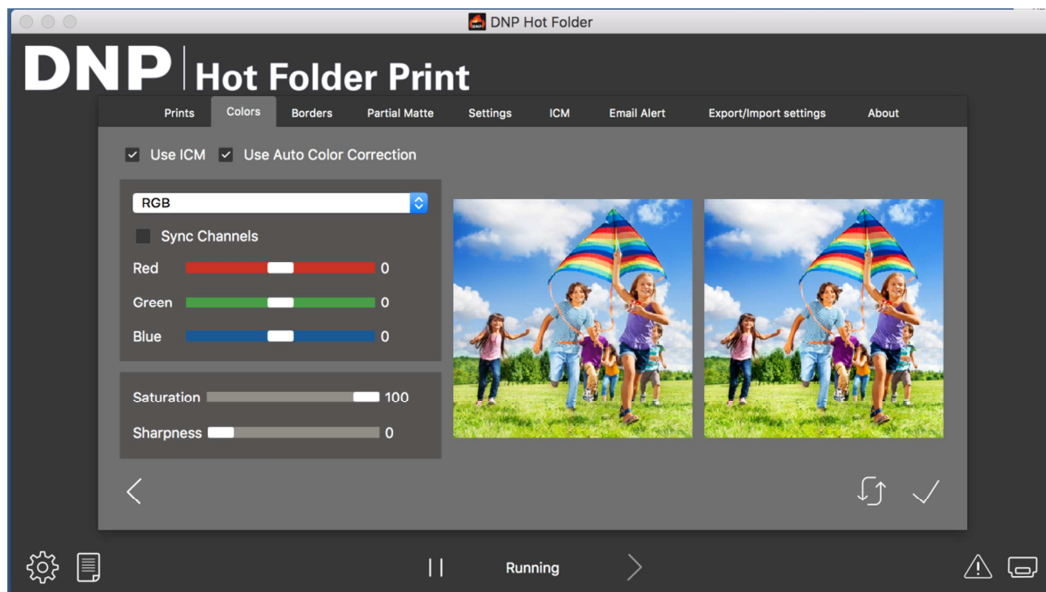 DNP Hot Folder
DNP Hot Folder Print
Prints Colors Borders Partial Matte Settings ICM Email Alert Export/Import settings About
Use ICM Use Auto Color Correction
RGB
Sync Channels
Red 0
Green 0
Blue 0
Saturation 100
Sharpness 0
Running